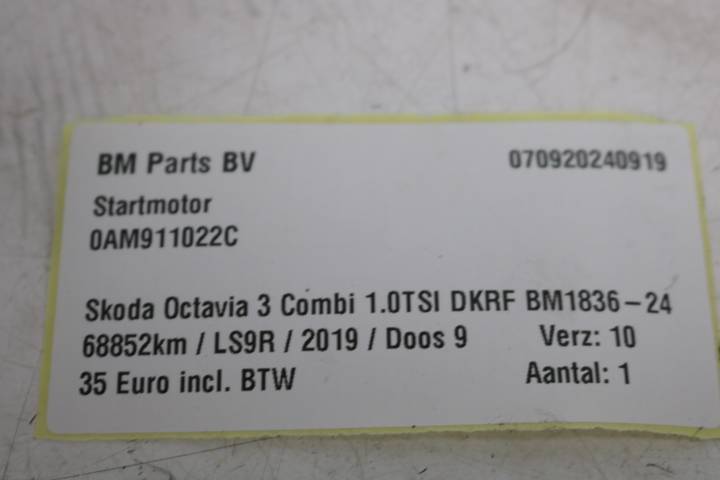 BM Parts BV 070920240919
Startmotor
0AM911022C
Skoda Octavia 3 Combi 1.0TSI DKRF BM1836-24
68852km / LS9R / 2019 / Doos 9 Verz: 10
35 Euro incl. BTW Aantal: 1